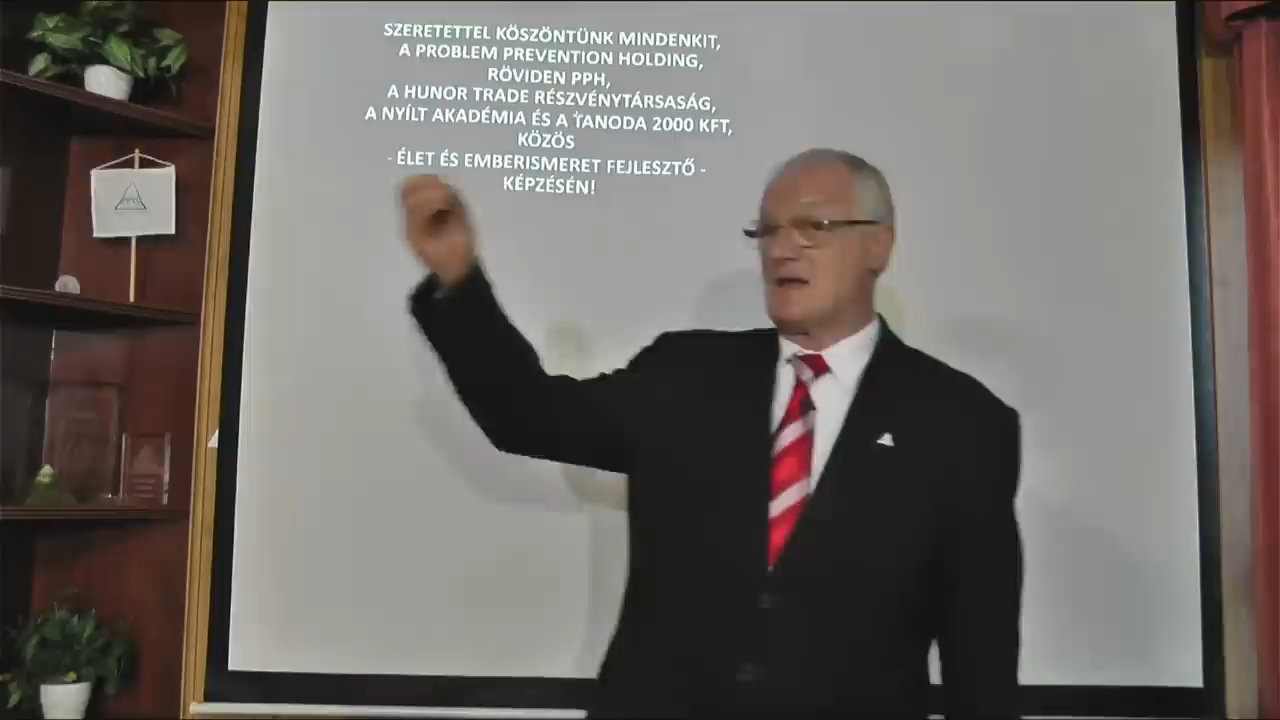 SZERETETTEL KÖSZÖNTÜNK MINDENKIT,
A PROBLEM PREVENTION HOLDING,
RÖVIDEN PPH,
A HUNOR TRADE RÉSZVÉNYTÁRSASÁG,
A NYÍLT AKADÉMIA ÉS A TANODA 2000 KFT,
KÖZÖS
- ÉLET ÉS EMBERISMERET FEJLESZTŐ -
KÉPZÉSÉN!